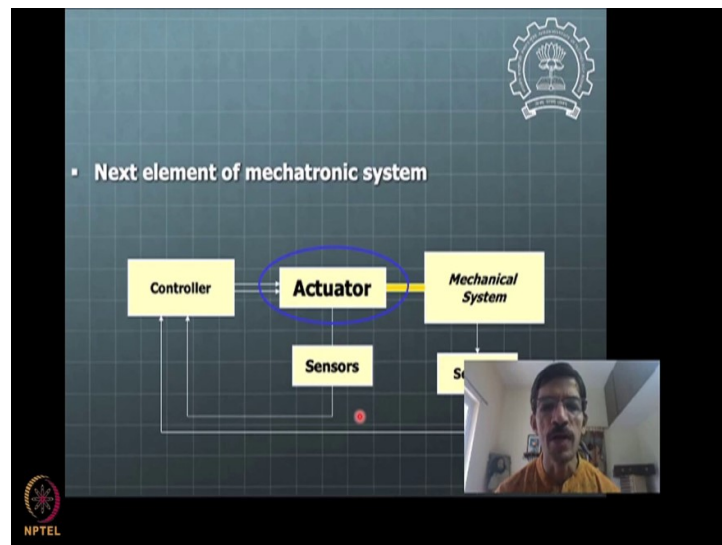 ▪ Next element of mechatronic system
Controller
Actuator
Mechanical
System
Sensors
NPTEL